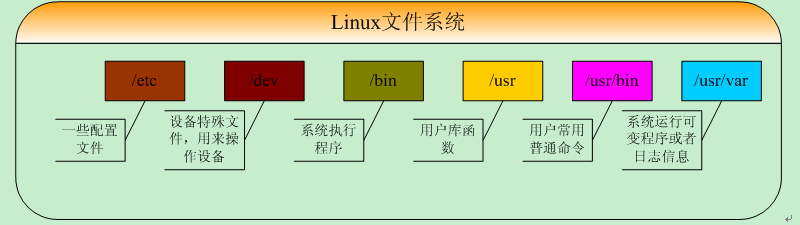 Linux文件系统
/etc
/dev
/bin
/usr
/usr/bin
/usr/var
一些配置
文件
设备特殊文
件，用来操
作设备
系统执行
程序
用户库函
数
用户常用
普通命令
系统运行可
变程序或者
日志信息